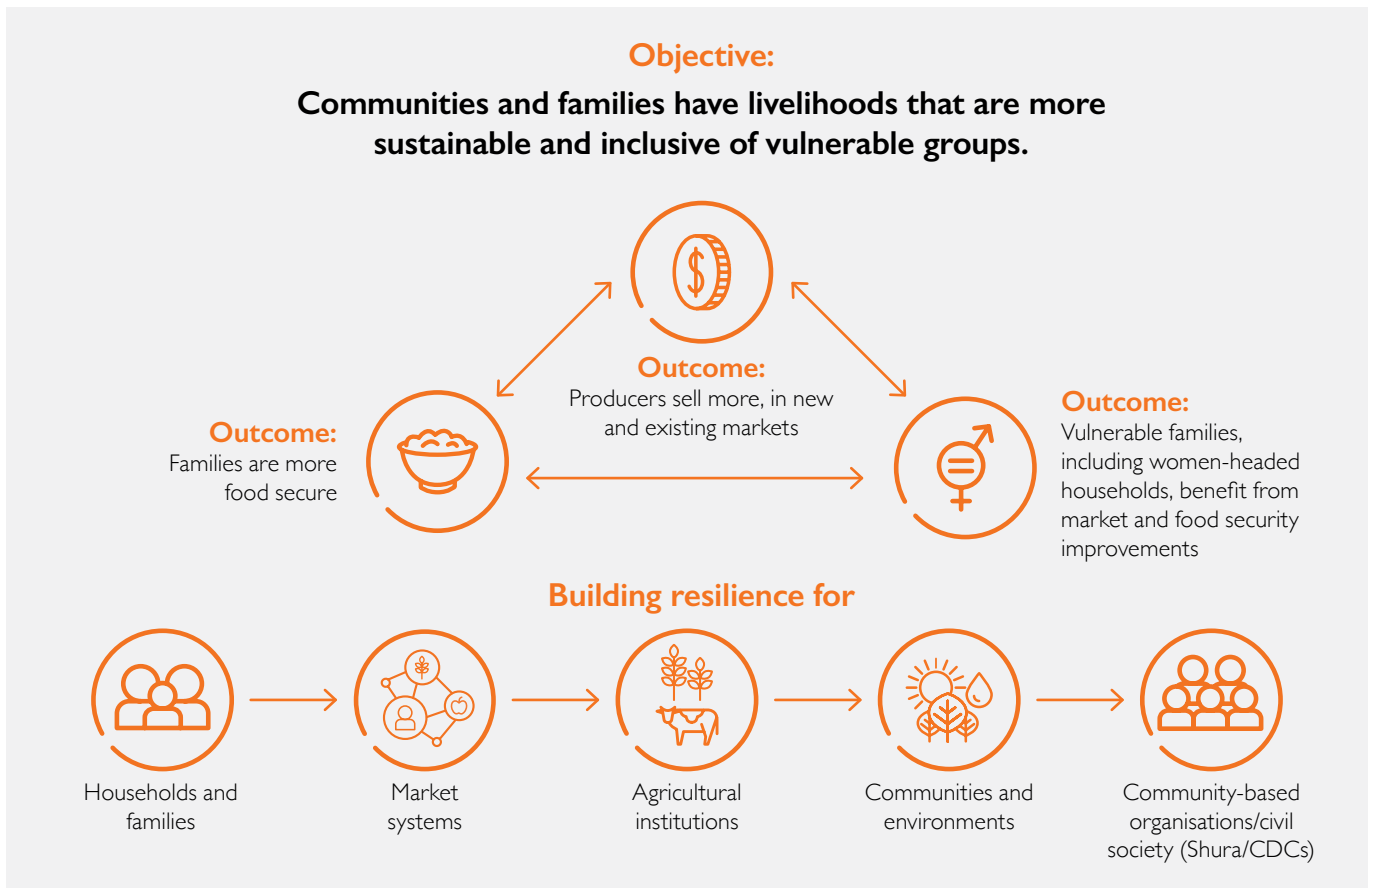 Objective:
Communities and families have livelihoods that are more
sustainable and inclusive of vulnerable groups.
$
Outcome:
Producers sell more, in new
and existing markets
Outcome:
Families are more
food secure
Outcome:
Vulnerable families,
including women-headed
households, benefit from
market and food security
improvements
Building resilience for
Households and
families
Market
systems
Agricultural
institutions
Communities and
environments
Community-based
organisations/civil
society (Shura/CDCs)